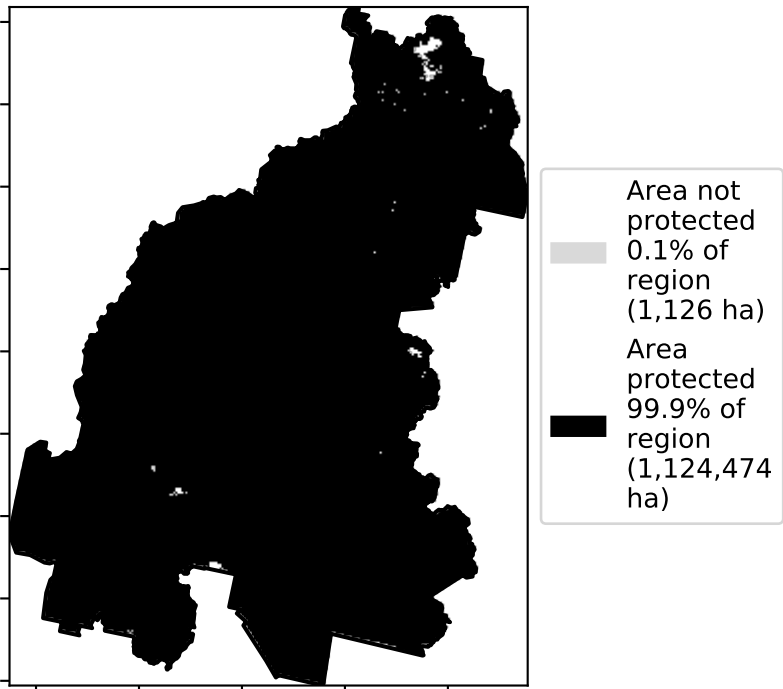 Area not
protected
0.1% of
region
(1,126 ha)
Area
protected
99.9% of
region
(1,124,474
ha)